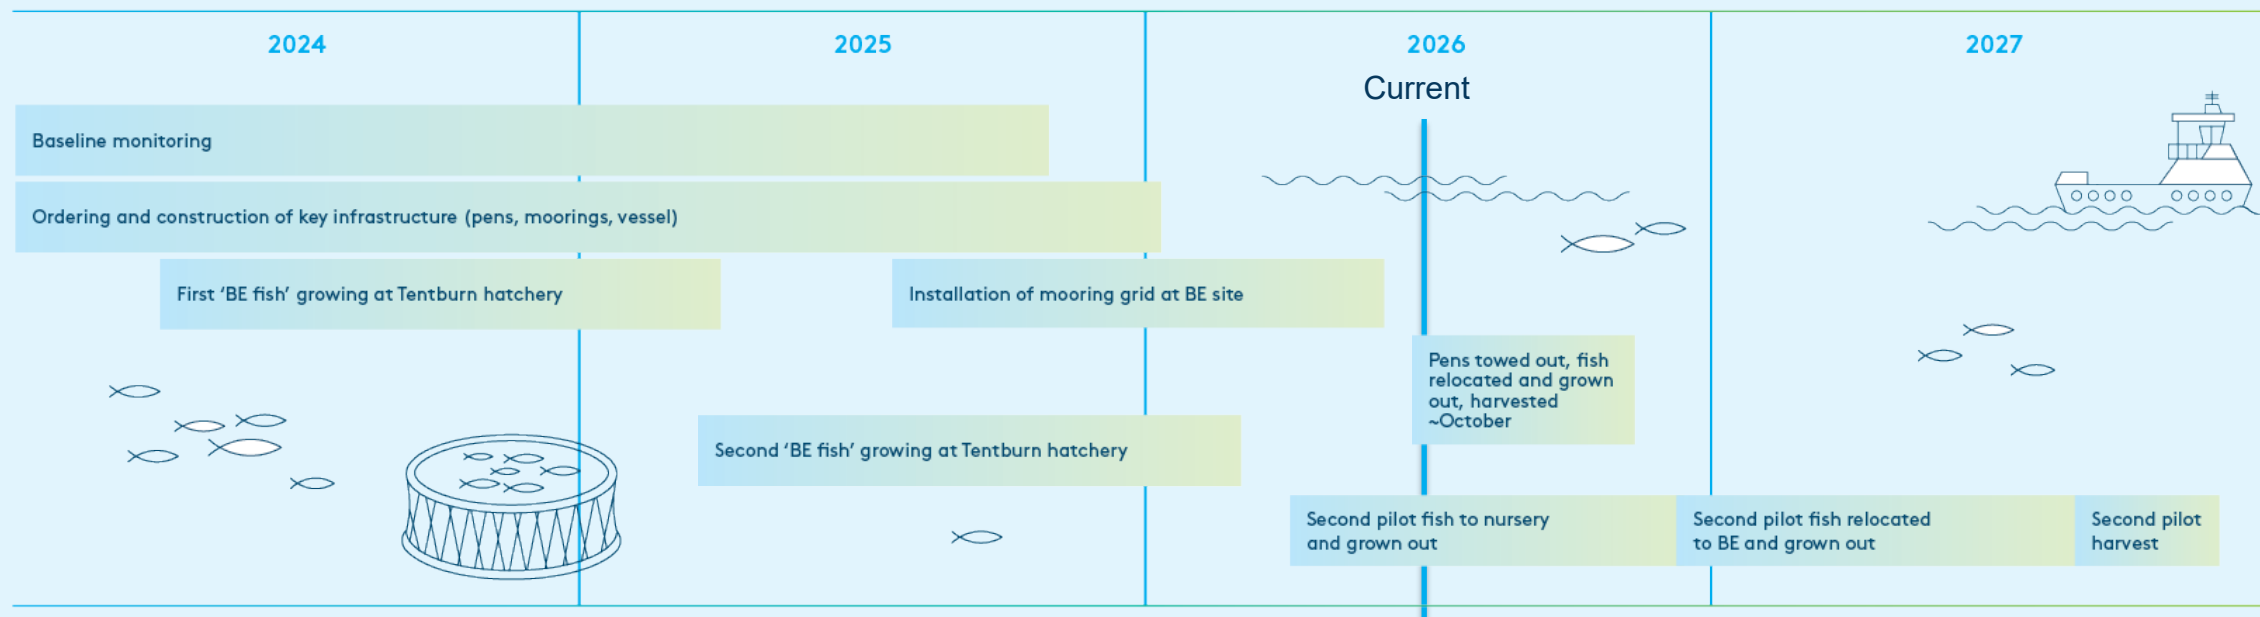 2024
2025
2026
2027
Current
Baseline monitoring
Ordering and construction of key infrastructure (pens, moorings, vessel)
First ‘BE fish’ growing at Tentburn hatchery
Installation of mooring grid at BE site
Pens towed out, fish
relocated and grown
out, harvested
~October
Second ‘BE fish’ growing at Tentburn hatchery
Second pilot fish to nursery
and grown out
Second pilot fish relocated
to BE and grown out
Second pilot
harvest